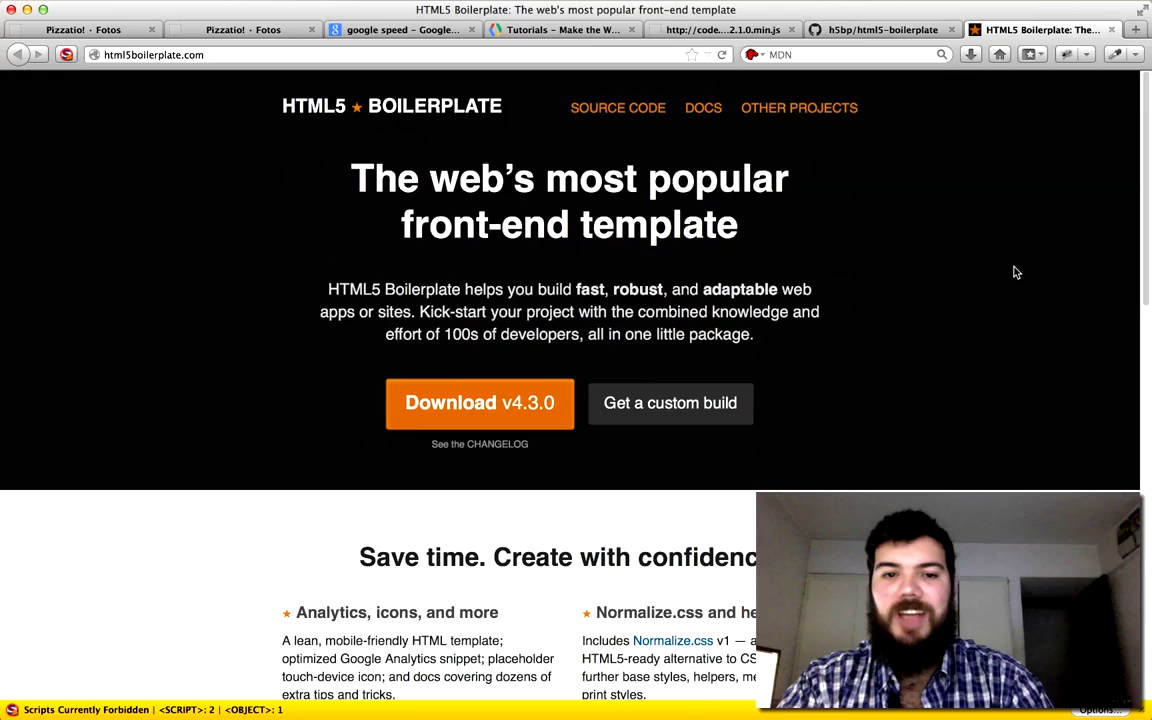 HTML5 Boilerplate: The web's most popular front-end template
Pizzatio! · Fotos
Pizzatio! · Fotos
google speed – Google...
Tutorials – Make the W...
http://code....2.1.0.min.js
h5bp/html5-boilerplate
HTML5 Boilerplate: The...
html5boilerplate.com
MDN
HTML5 ★ BOILERPLATE
SOURCE CODE DOCS OTHER PROJECTS
The web’s most popular
front-end template
HTML5 Boilerplate helps you build fast, robust, and adaptable web
apps or sites. Kick-start your project with the combined knowledge and
effort of 100s of developers, all in one little package.
Download v4.3.0
Get a custom build
See the CHANGELOG
Save time. Create with confidenc
★ Analytics, icons, and more
A lean, mobile-friendly HTML template;
optimized Google Analytics snippet; placeholder
touch-device icon; and docs covering dozens of
extra tips and tricks.
★ Normalize.css and he
Includes Normalize.css v1 — a
HTML5-ready alternative to CS
further base styles, helpers, me
print styles.
Scripts Currently Forbidden | <SCRIPT>: 2 | <OBJECT>: 1
Options...